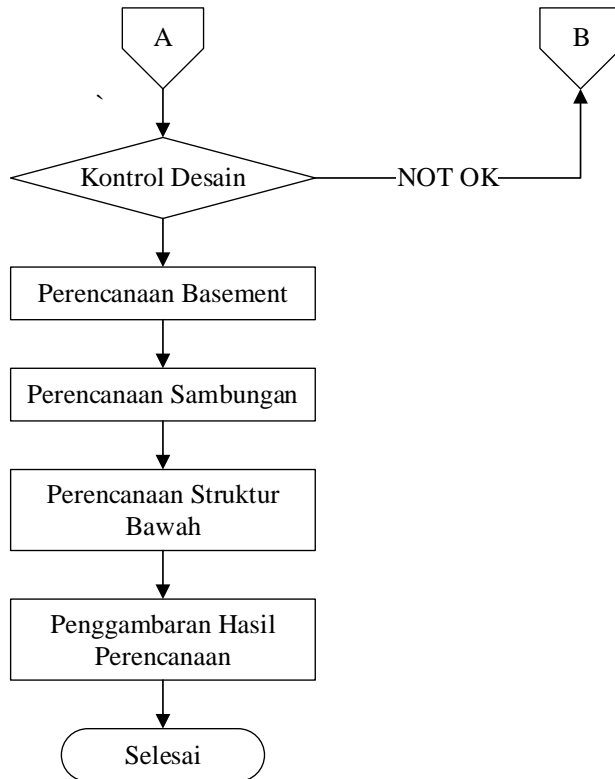 A
B
`
Kontrol Desain
NOT OK
Perencanaan Basement
Perencanaan Sambungan
Perencanaan Struktur
Bawah
Penggambaran Hasil
Perencanaan
Selesai